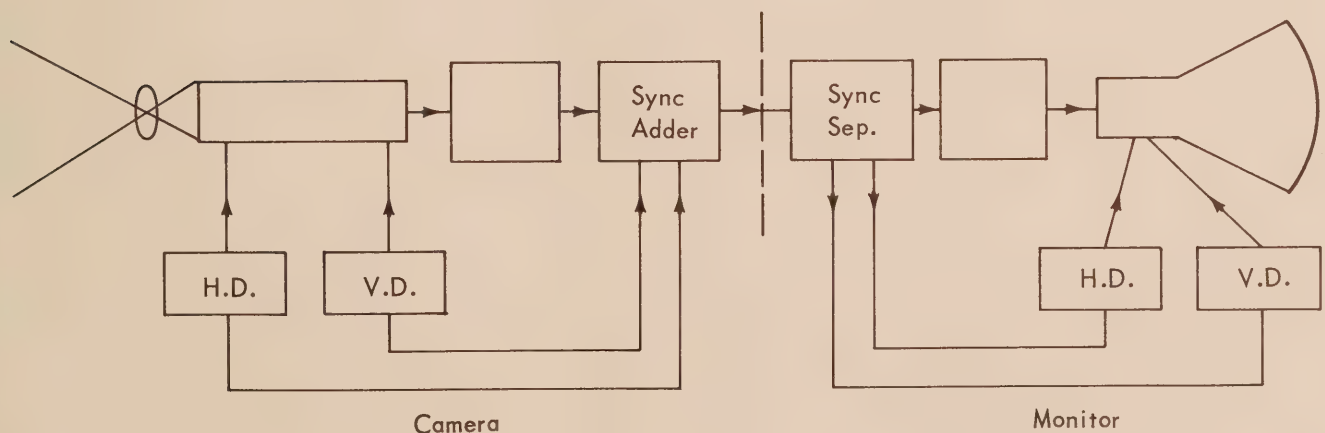 Sync
Adder
Sync
Sep.
H.D.
V.D.
H.D.
V.D.
Camera
Monitor